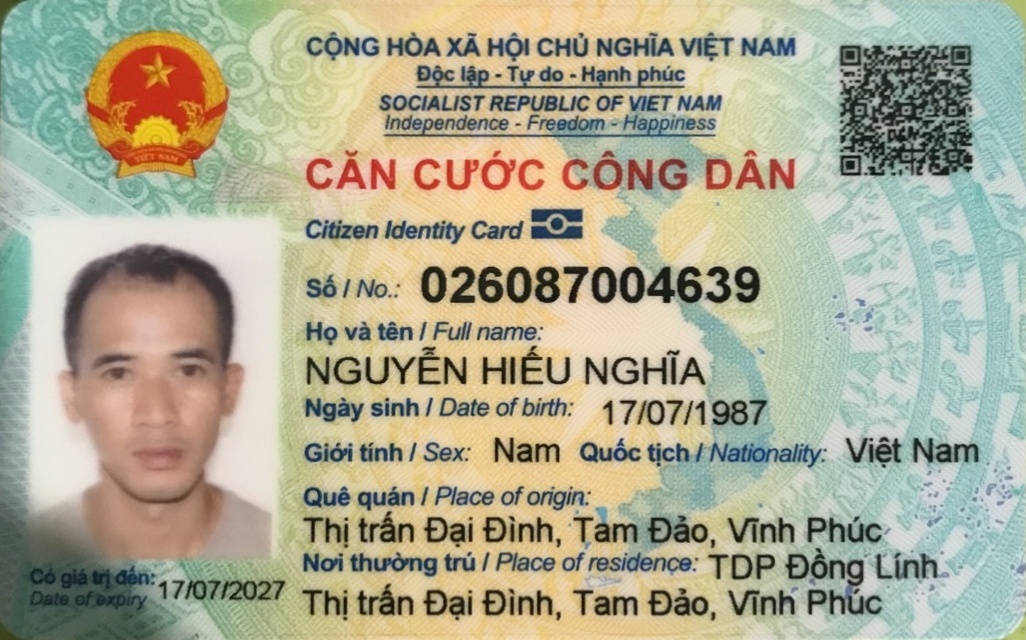 CỘNG HÒA XÃ HỘI CHỦ NGHĨA VIỆT NAM
Độc lập - Tự do - Hạnh phúc
SOCIALIST REPUBLIC OF VIET NAM
Independence - Freedom - Happiness
CĂN CƯỚC CÔNG DÂN
Citizen Identity Card
Số / No.: 026087004639
Họ và tên / Full name:
NGUYỄN HIẾU NGHĨA
Ngày sinh / Date of birth: 17/07/1987
Giới tính / Sex: Nam Quốc tịch / Nationality: Việt Nam
Quê quán / Place of origin:
Thị trấn Đại Đình, Tam Đảo, Vĩnh Phúc
Nơi thường trú / Place of residence: TDP Đồng Lính
Thị trấn Đại Đình, Tam Đảo, Vĩnh Phúc
Có giá trị đến: 17/07/2027
Date of expiry
VIỆT NAM